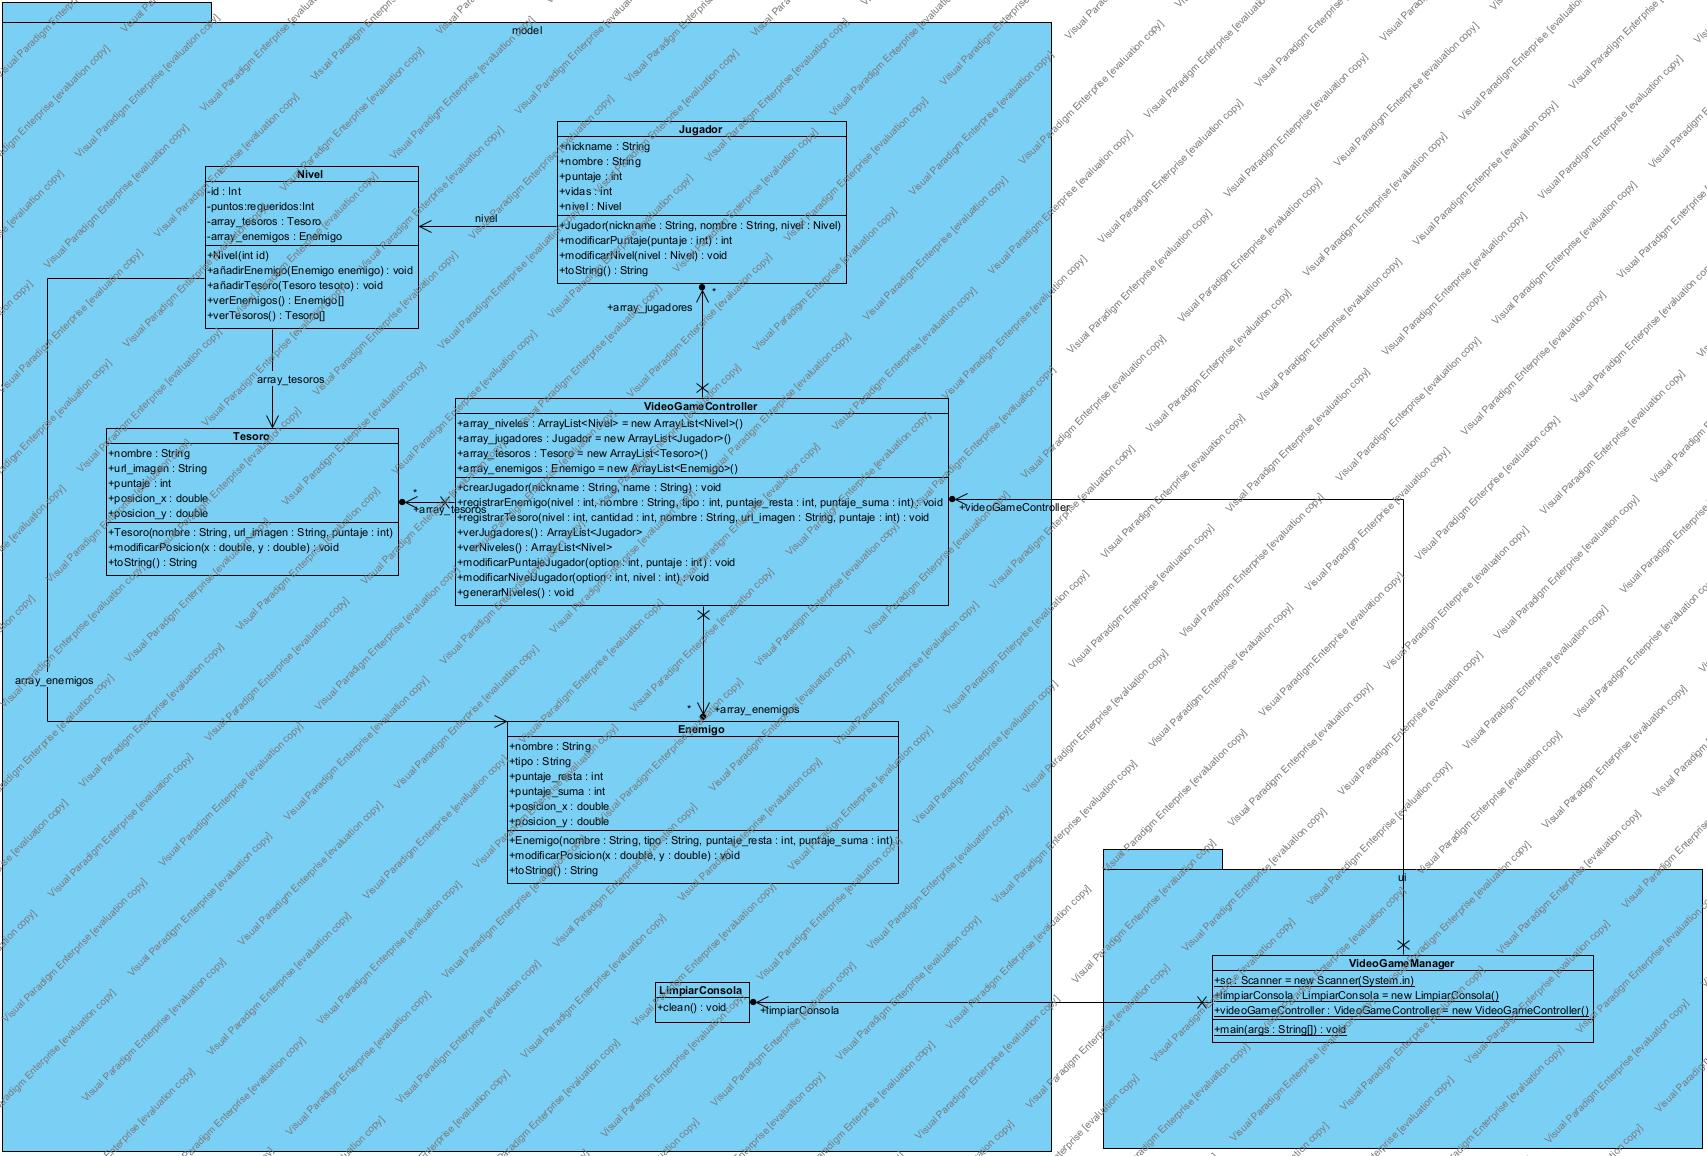 model
Jugador
+nickname : String
+nombre : String
+puntaje : int
+vidas : int
+nivel : Nivel
+Jugador(nickname : String, nombre : String, nivel : Nivel)
+modificarPuntaje(puntaje : int) : int
+modificarNivel(nivel : Nivel) : void
+toString() : String
Nivel
-id : Int
-puntos:requeridos:Int
-array_tesoros : Tesoro
-array_enemigos : Enemigo
+Nivel(int id)
+añadirEnemigo(Enemigo enemigo) : void
+añadirTesoro(Tesoro tesoro) : void
+verEnemigos() : Enemigo[]
+verTesoros() : Tesoro[]
nivel
*
+array_jugadores
array_tesoros
VideoGameController
+array_niveles : ArrayList<Nivel> = new ArrayList<Nivel>()
+array_jugadores : Jugador = new ArrayList<Jugador>()
+array_tesoros : Tesoro = new ArrayList<Tesoro>()
+array_enemigos : Enemigo = new ArrayList<Enemigo>()
+crearJugador(nickname : String, name : String) : void
+registrarEnemigo(nivel : int, nombre : String, tipo : int, puntaje_resta : int, puntaje_suma : int) : void
+registrarTesoro(nivel : int, cantidad : int, nombre : String, url_imagen : String, puntaje : int) : void
+verJugadores() : ArrayList<Jugador>
+verNiveles() : ArrayList<Nivel>
+modificarPuntajeJugador(option : int, puntaje : int) : void
+modificarNivelJugador(option : int, nivel : int) : void
+generarNiveles() : void
Tesoro
+nombre : String
+url_imagen : String
+puntaje : int
+posicion_x : double
+posicion_y : double
+Tesoro(nombre : String, url_imagen : String, puntaje : int)
+modificarPosicion(x : double, y : double) : void
+toString() : String
*
+array_tesoros
+videoGameController
array_enemigos
*
+array_enemigos
Enemigo
+nombre : String
+tipo : String
+puntaje_resta : int
+puntaje_suma : int
+posicion_x : double
+posicion_y : double
+Enemigo(nombre : String, tipo : String, puntaje_resta : int, puntaje_suma : int)
+modificarPosicion(x : double, y : double) : void
+toString() : String
ui
VideoGameManager
+sc : Scanner = new Scanner(System.in)
+limpiarConsola : LimpiarConsola = new LimpiarConsola()
+videoGameController : VideoGameController = new VideoGameController()
+main(args : String[]) : void
LimpiarConsola
+clean() : void
+limpiarConsola
Visual Paradigm Enterprise [evaluation copy]